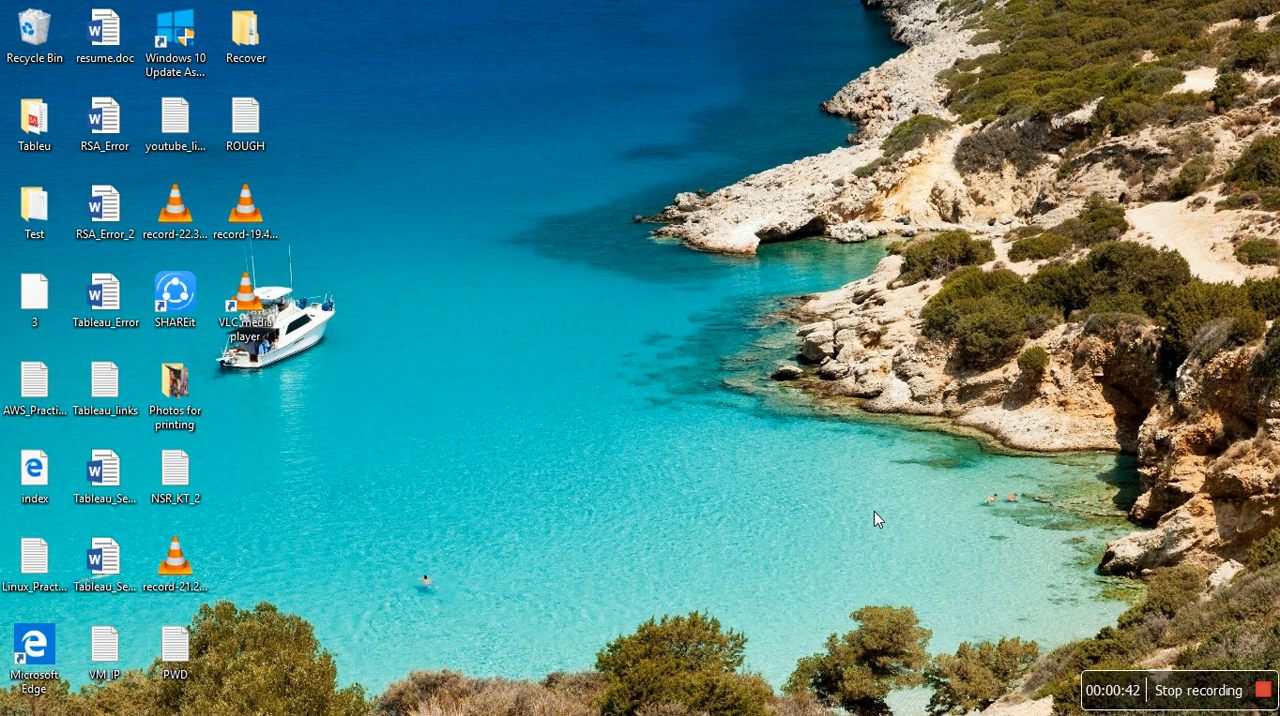 Recycle Bin
resume.doc
Windows 10
Update As...
Recover
Tableu
RSA_Error
youtube_li...
ROUGH
Test
RSA_Error_2
record-22.3...
record-19.4...
3
Tableau_Error
SHAREit
VLC media
player
AWS_Practi...
Tableau_links
Photos for
printing
index
Tableau_Se...
NSR_KT_2
Linux_Pract...
Tableau_Se...
record-21.2...
Microsoft
Edge
VM_IP
PWD
00:00:42 Stop recording